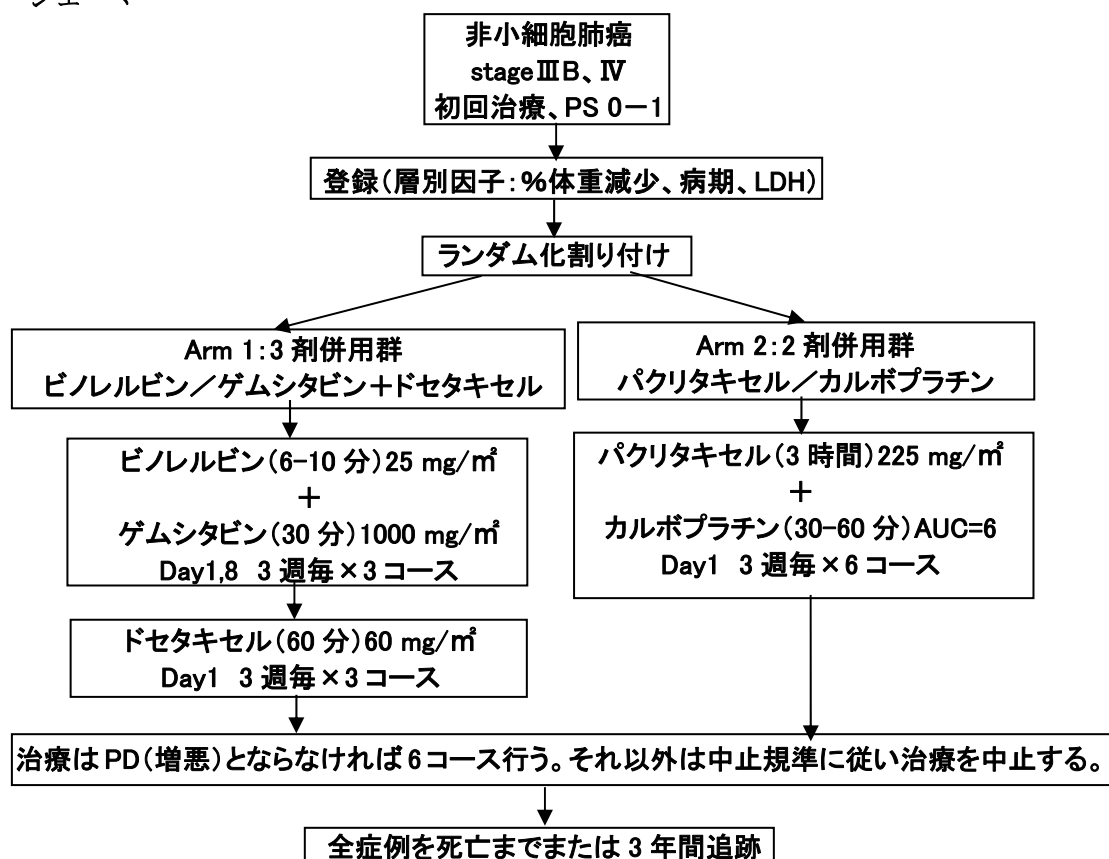 シェーマ
非小細胞肺癌
stageⅢB、Ⅳ
初回治療、PS 0－1
登録(層別因子：%体重減少、病期、LDH)
ランダム化割り付け
Arm 1：3 剤併用群
ビノレルビン／ゲムシタビン＋ドセタキセル
Arm 2：2 剤併用群
パクリタキセル／カルボプラチン
ビノレルビン(6-10 分)25 mg/㎡
＋
ゲムシタビン(30 分)1000 mg/㎡
Day1,8 3 週毎×3 コース
パクリタキセル(3 時間)225 mg/㎡
＋
カルボプラチン(30-60 分)AUC=6
Day1 3 週毎×6 コース
ドセタキセル(60 分)60 mg/㎡
Day1 3 週毎×3 コース
治療は PD(増悪)とならなければ 6 コース行う。それ以外は中止規準に従い治療を中止する。
全症例を死亡までまたは 3 年間追跡